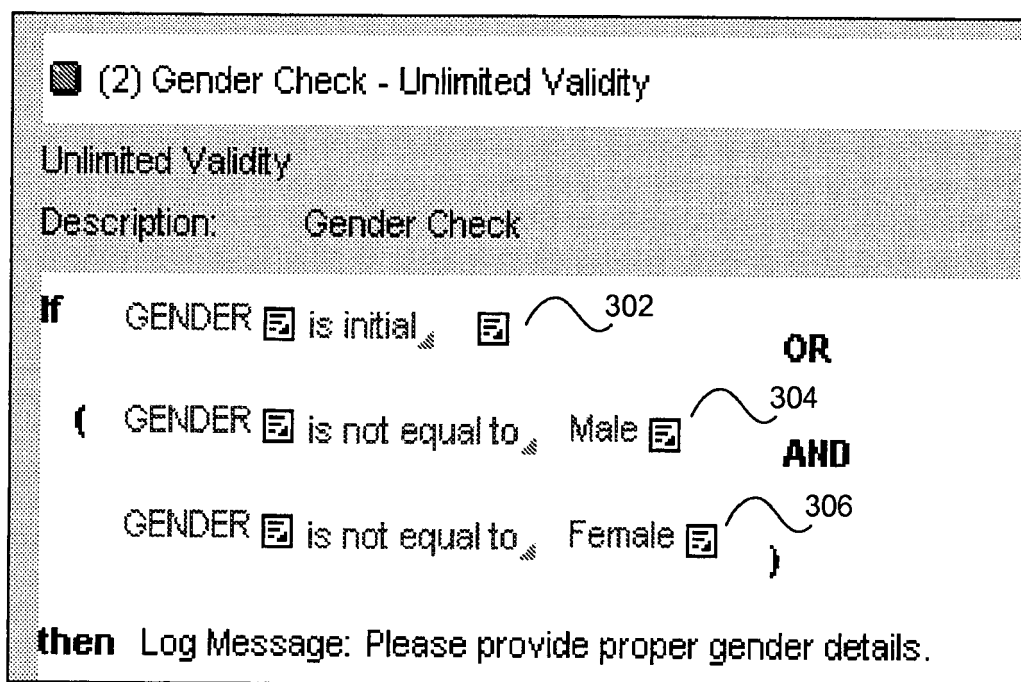 (2) Gender Check - Unlimited Validity
Unlimited Validity
Description: Gender Check
If GENDER is initial 302
OR
( GENDER is not equal to Male 304
AND
GENDER is not equal to Female 306
)
then Log Message: Please provide proper gender details.